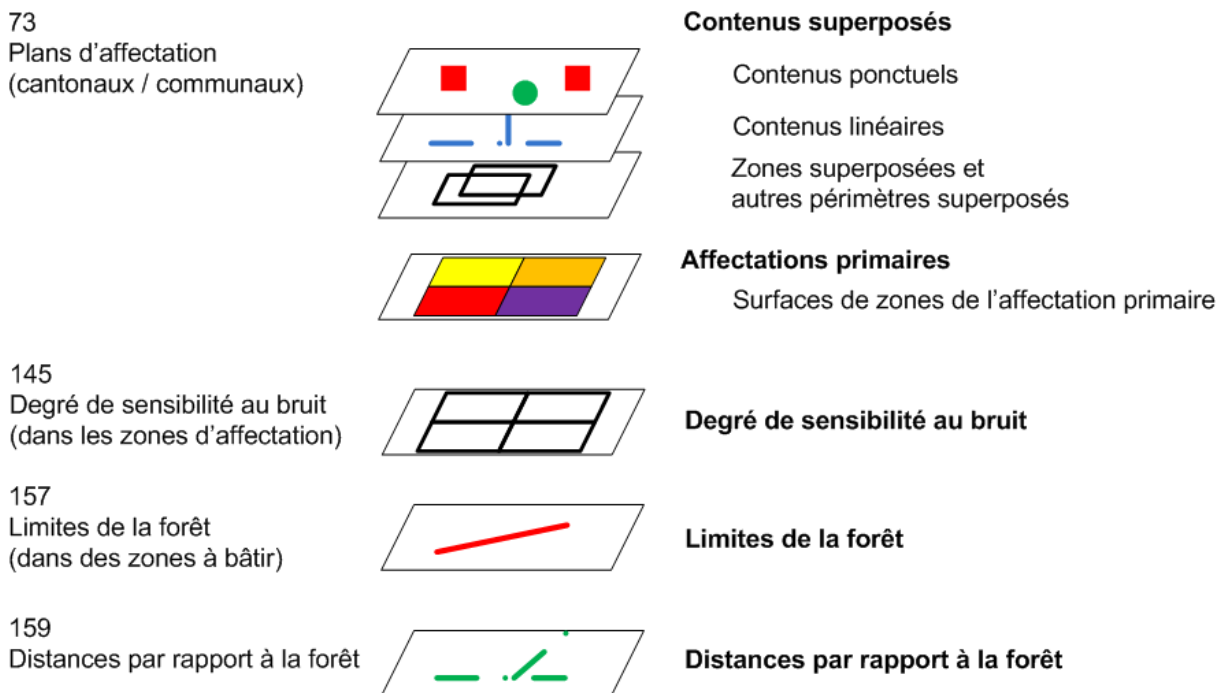 73
Plans d'affectation
(cantonaux / communaux)
Contenus superposés
Contenus ponctuels
Contenus linéaires
Zones superposées et
autres périmètres superposés
Affectations primaires
Surfaces de zones de l'affectation primaire
145
Degré de sensibilité au bruit
(dans les zones d'affectation)
Degré de sensibilité au bruit
157
Limites de la forêt
(dans des zones à bâtir)
Limites de la forêt
159
Distances par rapport à la forêt
Distances par rapport à la forêt